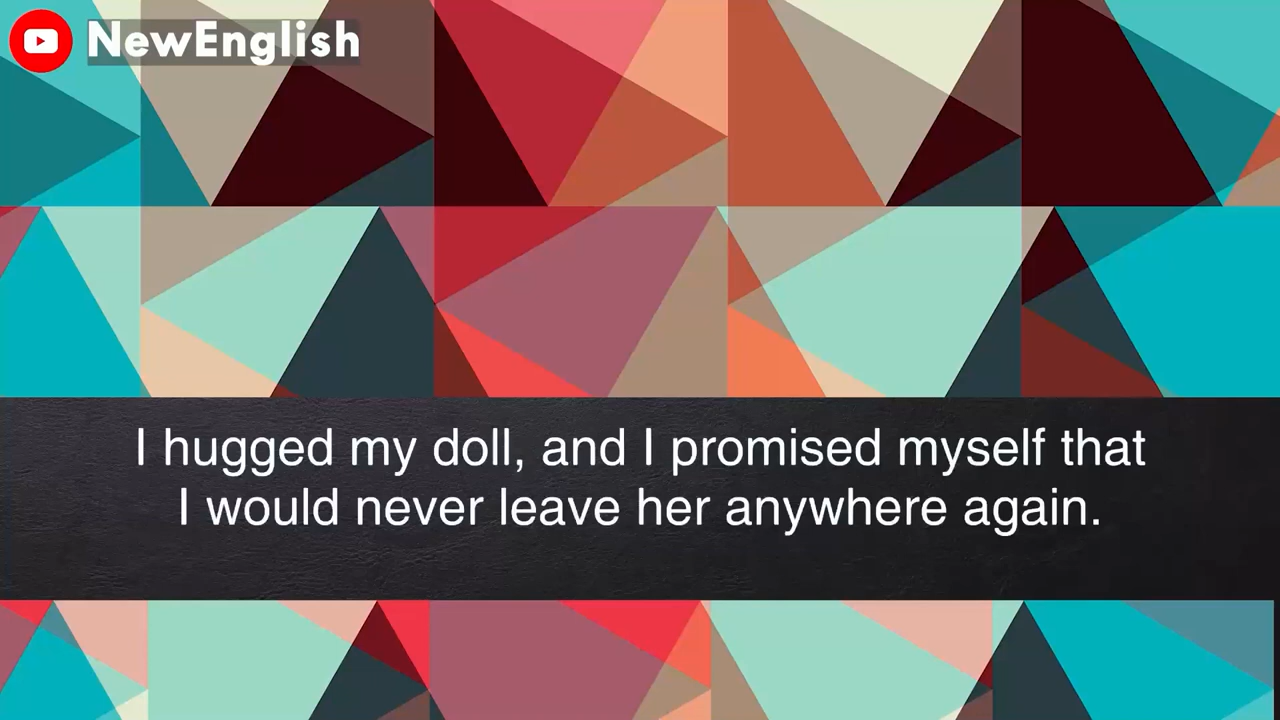 NewEnglish
I hugged my doll, and I promised myself that
I would never leave her anywhere again.